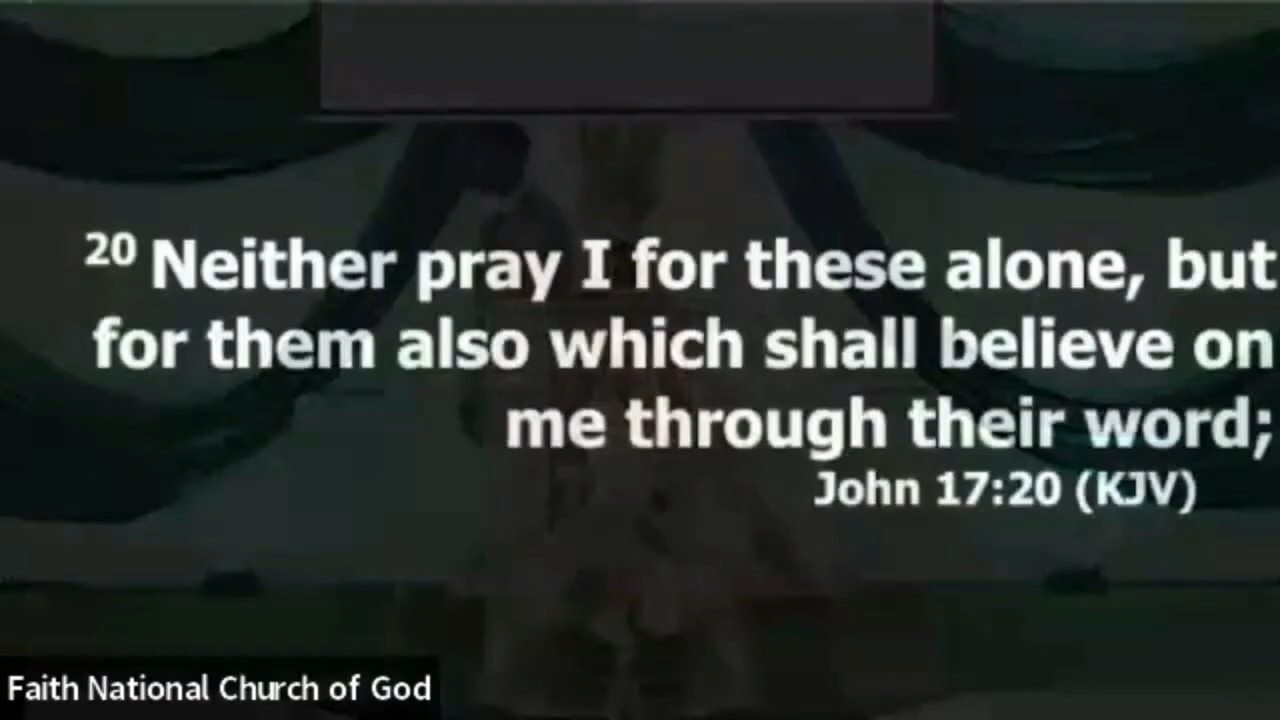 20 Neither pray I for these alone, but
for them also which shall believe on
me through their word;
John 17:20 (KJV)
Faith National Church of God